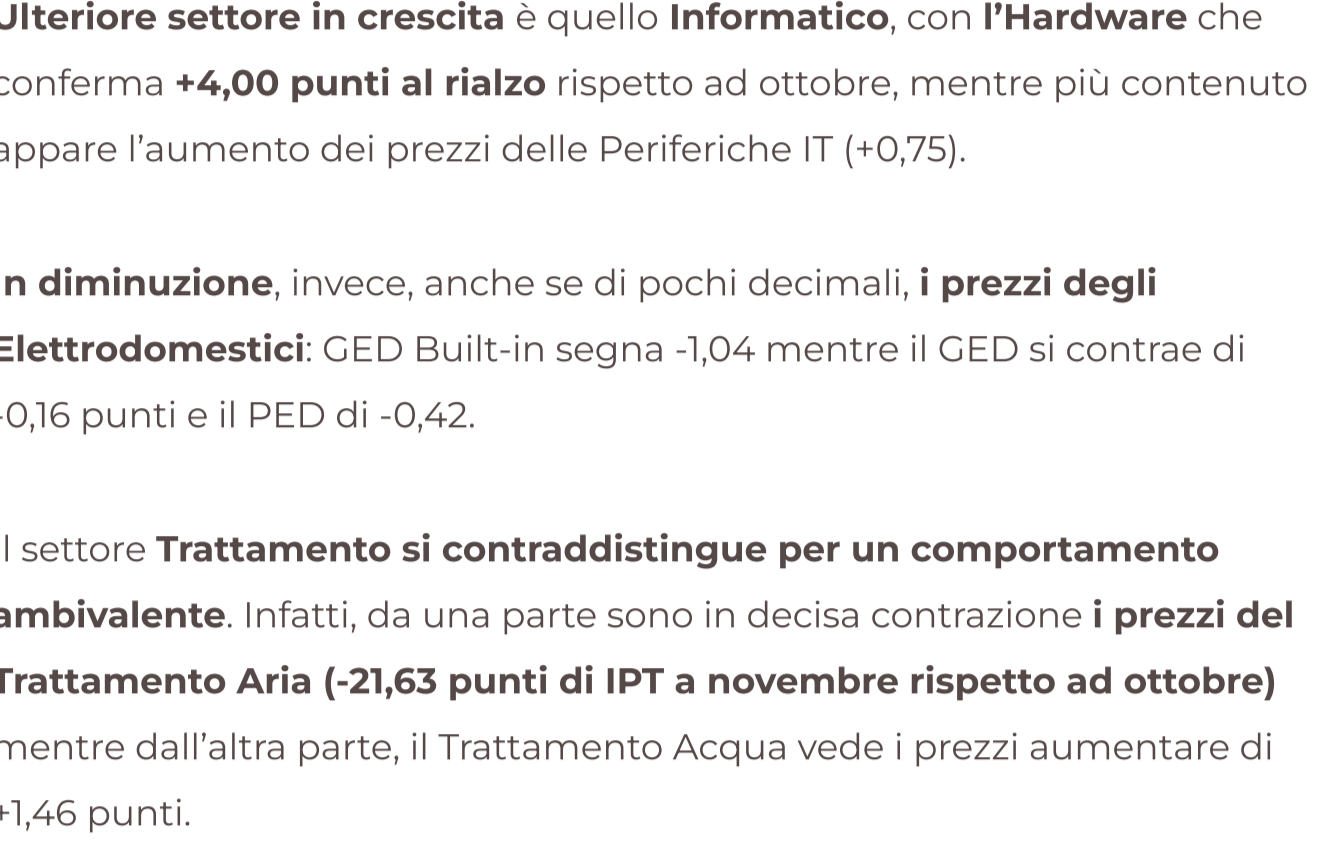 Ulteriore settore in crescita è quello Informatico, con l’Hardware che
conferma +4,00 punti al rialzo rispetto ad ottobre, mentre più contenuto
appare l’aumento dei prezzi delle Periferiche IT (+0,75).
In diminuzione, invece, anche se di pochi decimali, i prezzi degli
Elettrodomestici: GED Built-in segna -1,04 mentre il GED si contrae di
-0,16 punti e il PED di -0,42.
Il settore Trattamento si contraddistingue per un comportamento
ambivalente. Infatti, da una parte sono in decisa contrazione i prezzi del
Trattamento Aria (-21,63 punti di IPT a novembre rispetto ad ottobre)
mentre dall’altra parte, il Trattamento Acqua vede i prezzi aumentare di
+1,46 punti.